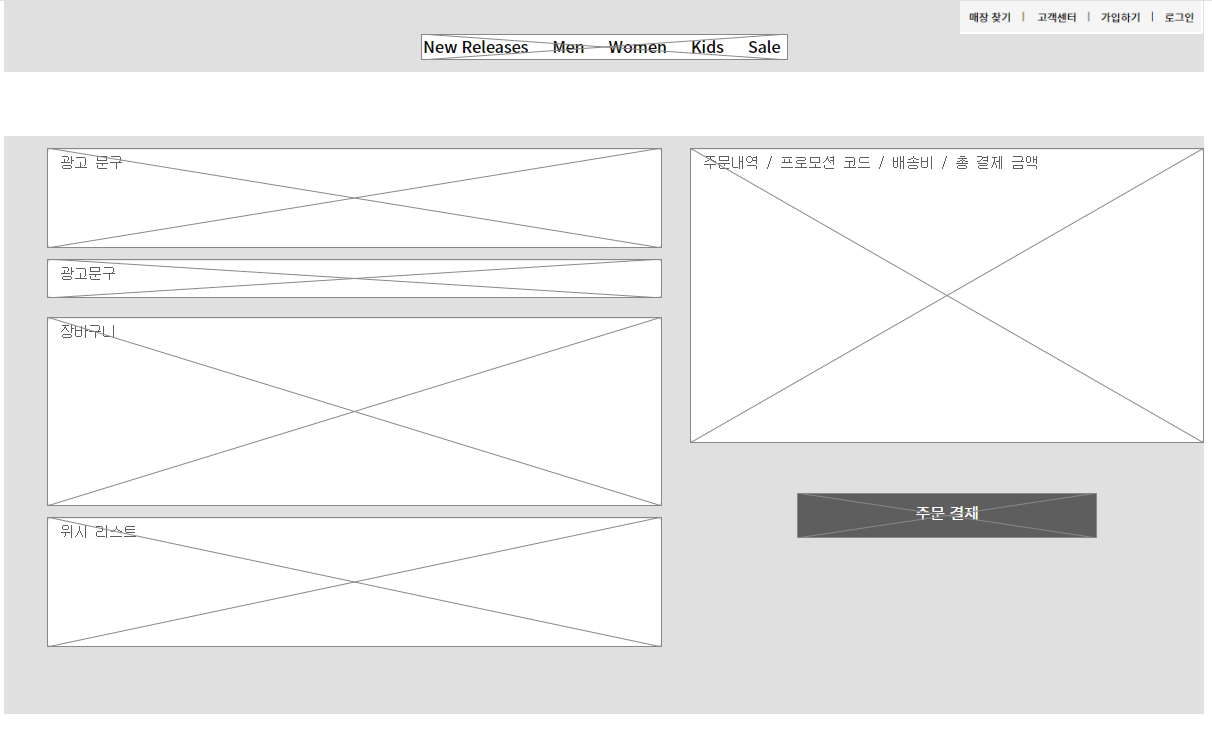 매장 찾기 | 고객센터 | 가입하기 | 로그인
New Releases Men Women Kids Sale
광고 문구
광고문구
장바구니
위시 리스트
주문내역 / 프로모션 코드 / 배송비 / 총 결제 금액
주문 결제